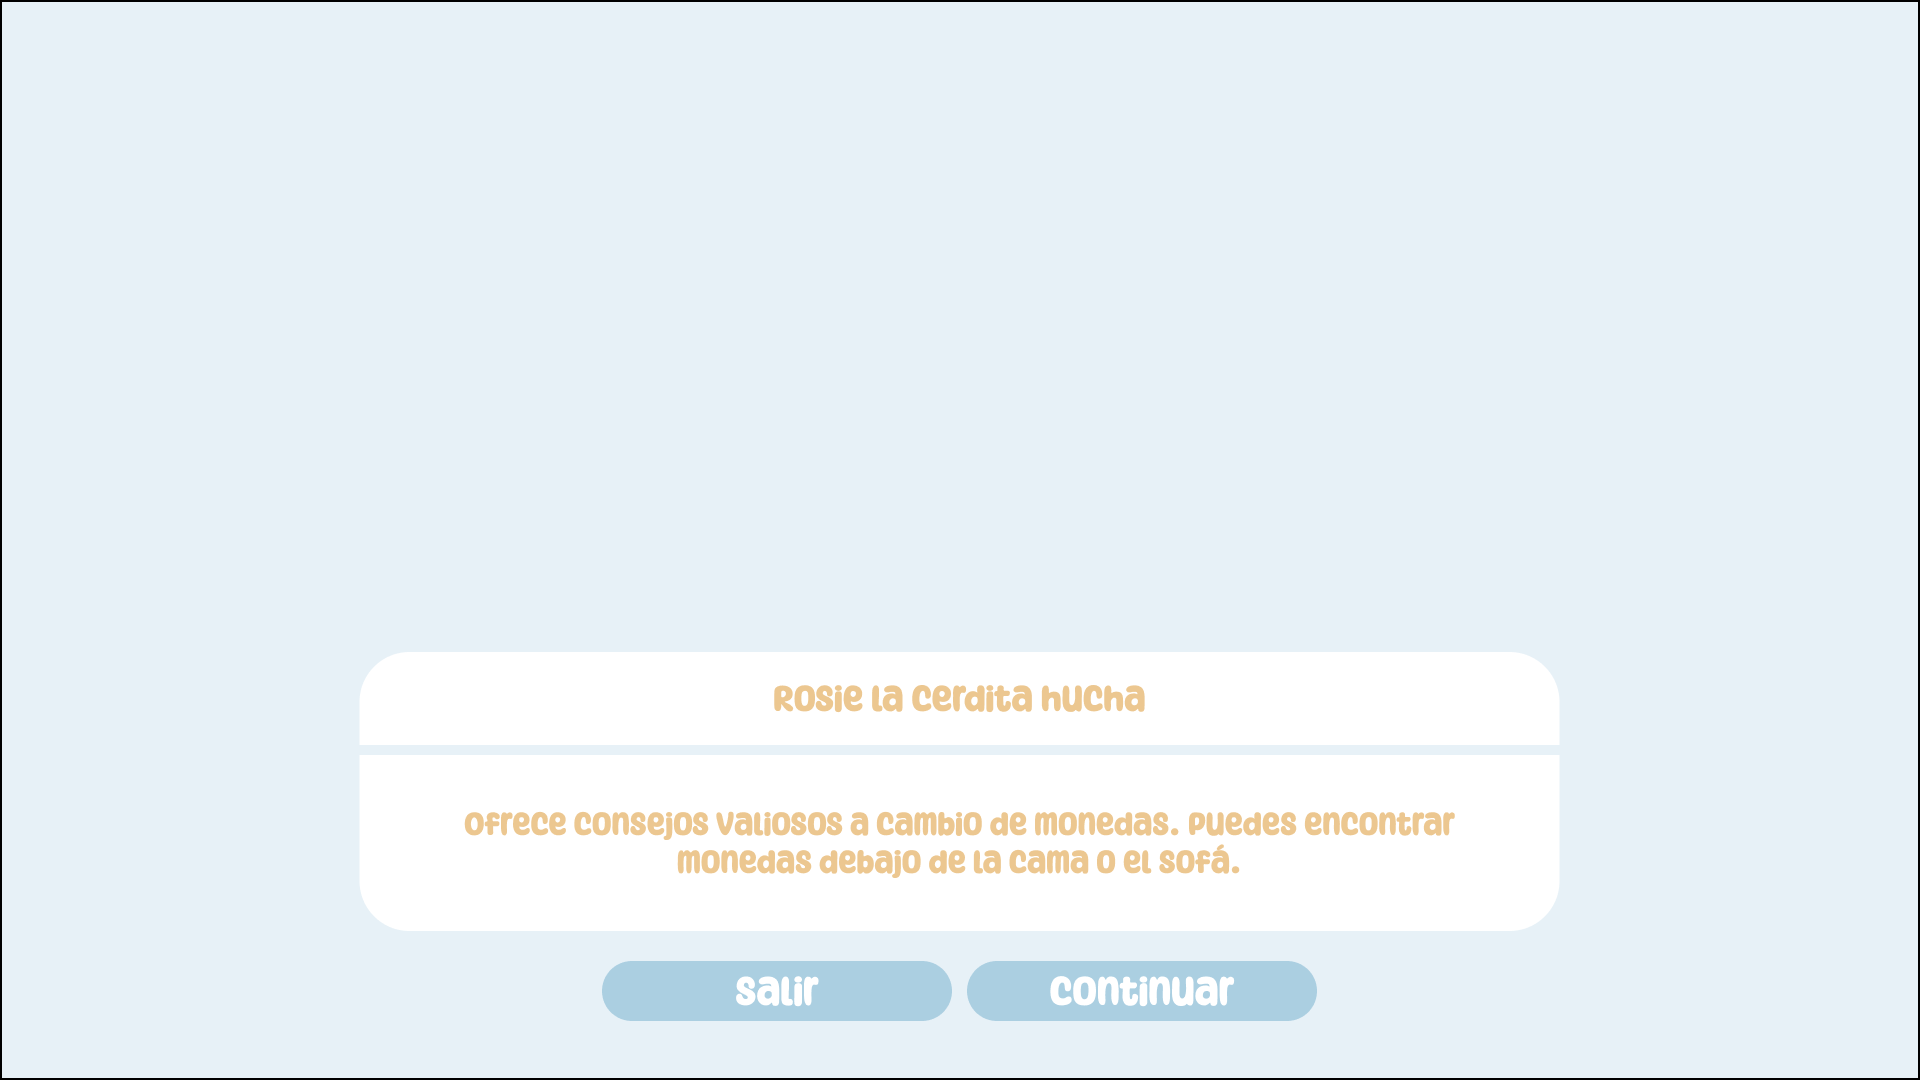 Rosie la cerdita hucha
Ofrece consejos valiosos a cambio de monedas. Puedes encontrar
monedas debajo de la cama o el sofá.
Salir
Continuar